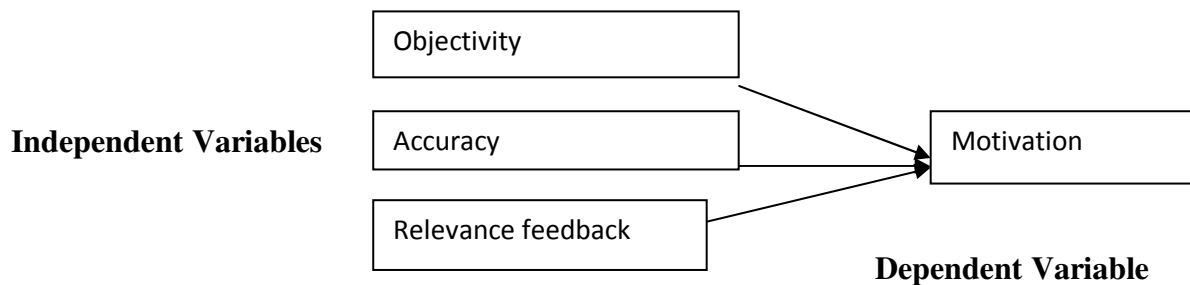 Objectivity
Independent Variables
Accuracy
Motivation
Relevance feedback
Dependent Variable